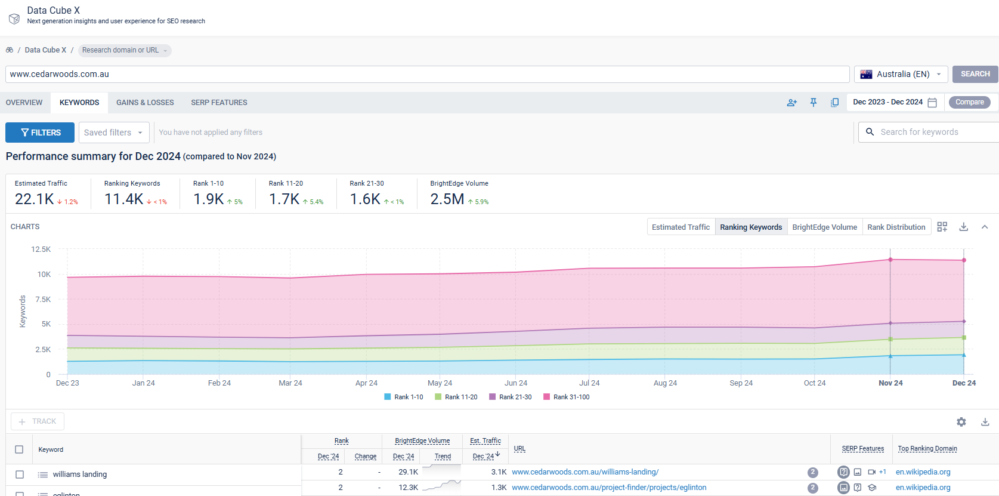 Data Cube X
Next generation insights and user experience for SEO research
/ Data Cube X / Research domain or URL
www.cedarwoods.com.au
Australia (EN)
SEARCH
OVERVIEW KEYWORDS GAINS & LOSSES SERP FEATURES
Dec 2023 - Dec 2024
Compare
FILTERS
Saved filters
You have not applied any filters
Search for keywords
Performance summary for Dec 2024 (compared to Nov 2024)
Estimated Traffic Ranking Keywords Rank 1-10 Rank 11-20 Rank 21-30 BrightEdge Volume
22.1K ↓ 1.2% 11.4K ↓ < 1% 1.9K ↑ 5% 1.7K ↑ 5.4% 1.6K ↑ < 1% 2.5M ↑ 5.9%
CHARTS
Estimated Traffic Ranking Keywords BrightEdge Volume Rank Distribution
Keywords
12.5K
10K
7.5K
5K
2.5K
0
Dec 23 Jan 24 Feb 24 Mar 24 Apr 24 May 24 Jun 24 Jul 24 Aug 24 Sep 24 Oct 24 Nov 24 Dec 24
Rank 1-10 Rank 11-20 Rank 21-30 Rank 31-100
+ TRACK
Keyword Rank BrightEdge Volume Est. Traffic URL SERP Features Top Ranking Domain
Dec '24 Change Dec '24 Trend Dec '24 ↓
williams landing 2 - 29.1K 3.1K www.cedarwoods.com.au/williams-landing/ 2 +1 en.wikipedia.org
eglinton 2 - 12.3K 1.3K www.cedarwoods.com.au/project-finder/projects/eglinton 2 en.wikipedia.org